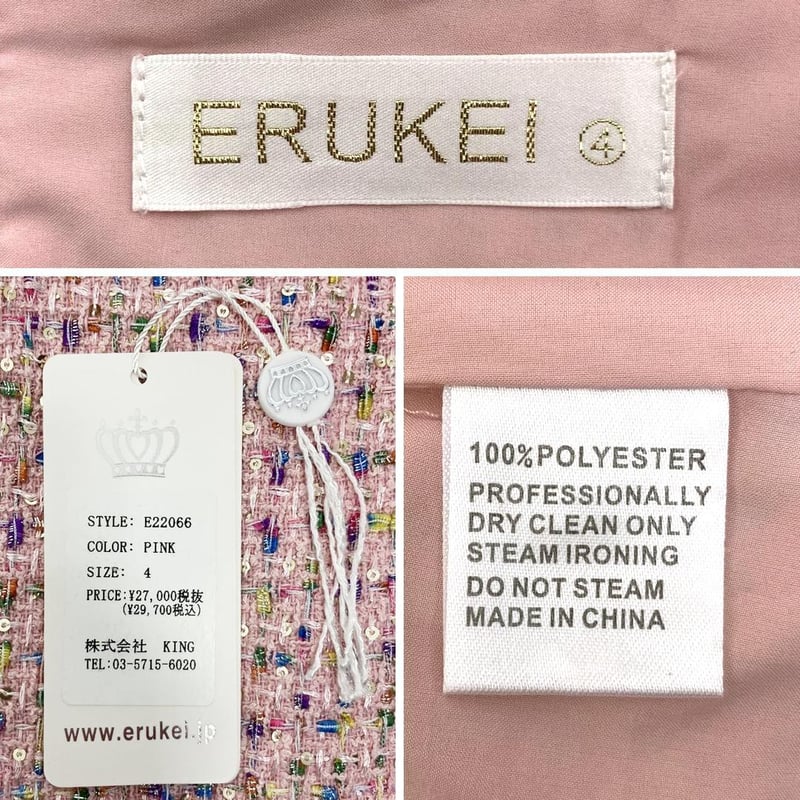 ERUKEI ④
STYLE: E22066
COLOR: PINK
SIZE: 4
PRICE:¥27,000税抜
(¥29,700税込)
株式会社 KING
TEL:03-5715-6020
www.erukei.jp
100%POLYESTER
PROFESSIONALLY
DRY CLEAN ONLY
STEAM IRONING
DO NOT STEAM
MADE IN CHINA